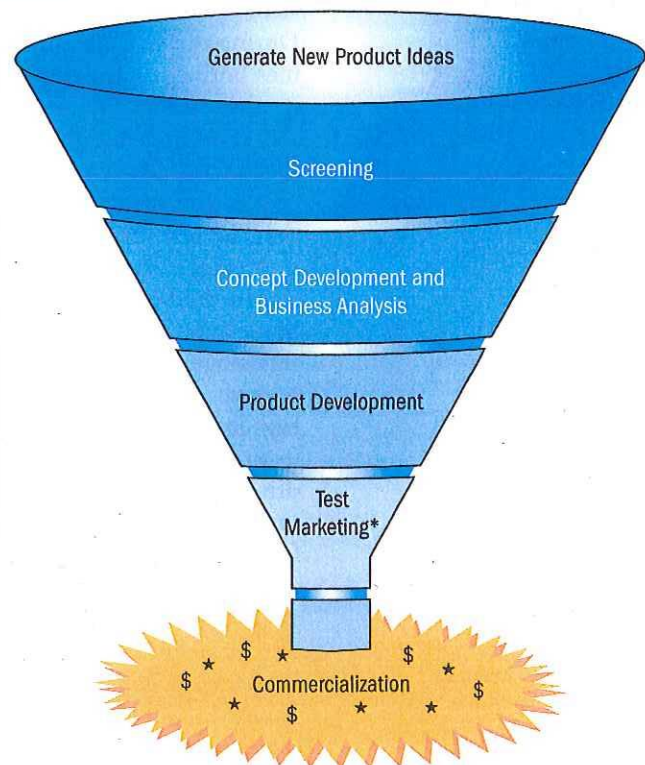 Generate New Product Ideas
Screening
Concept Development and
Business Analysis
Product Development
Test
Marketing*
$ ★ $ ★ $ ★ $
Commercialization
★ $ ★ ★